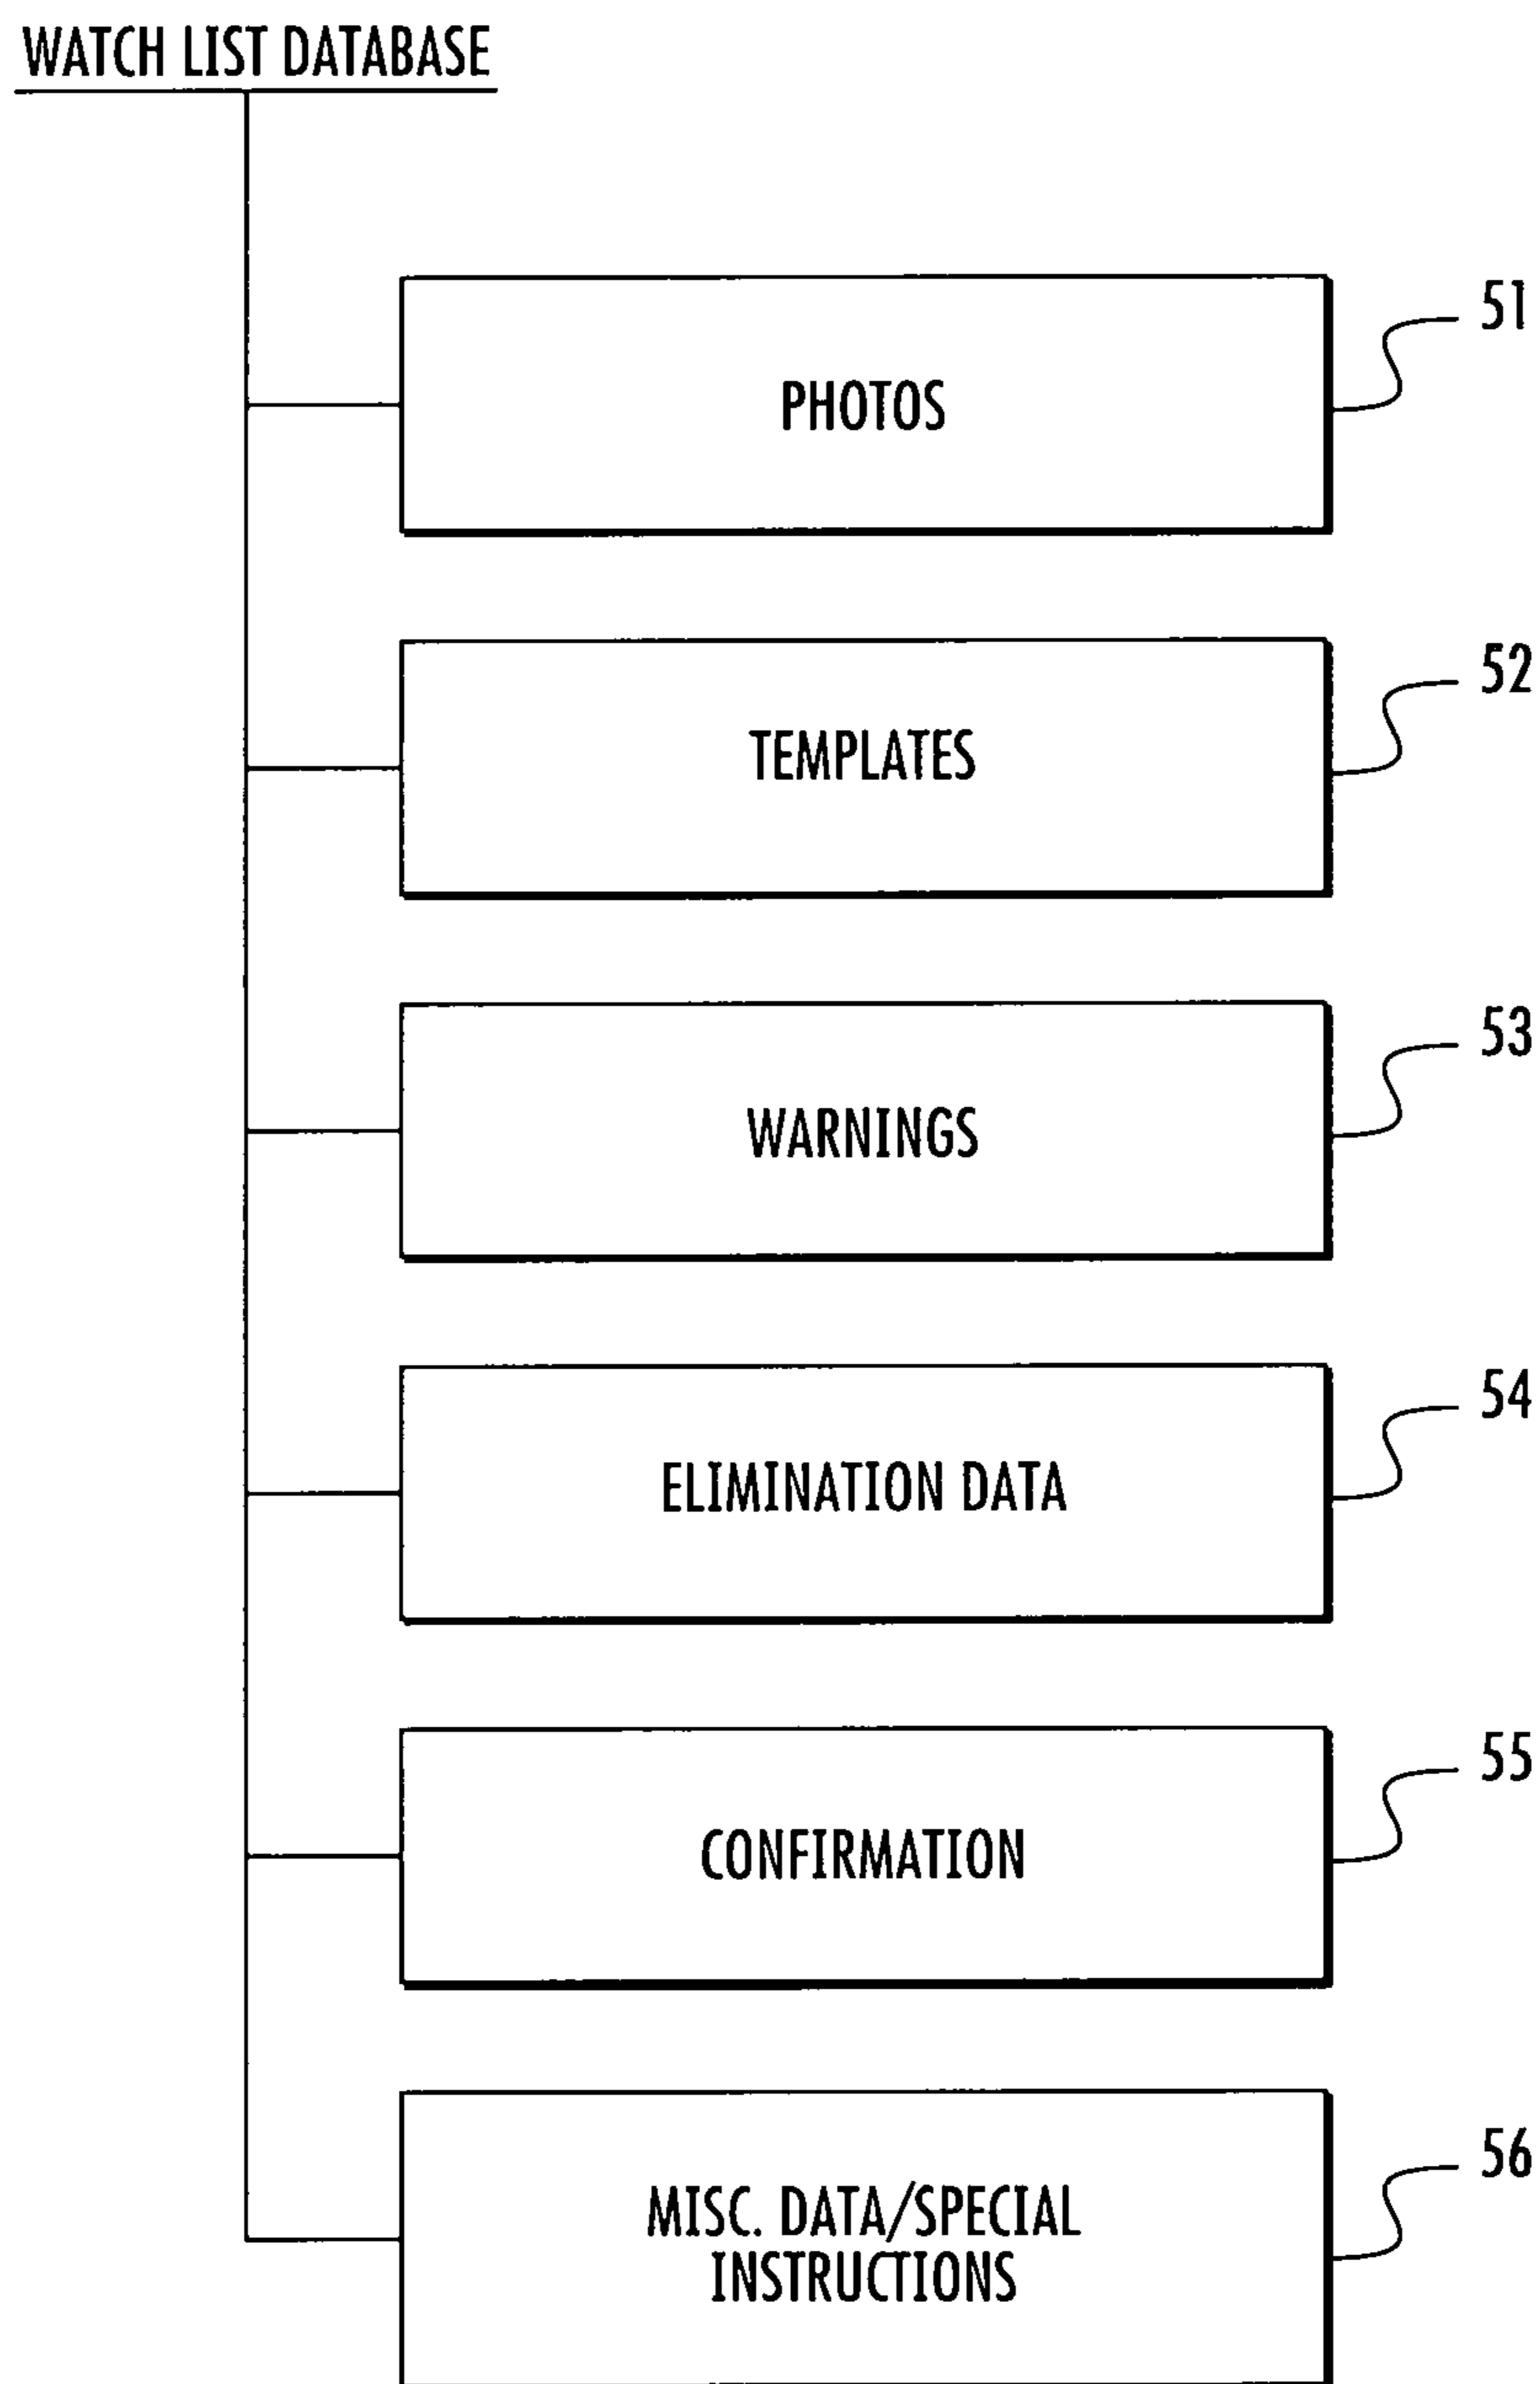 WATCH LIST DATABASE
51
PHOTOS
52
TEMPLATES
53
WARNINGS
54
ELIMINATION DATA
55
CONFIRMATION
56
MISC. DATA/SPECIAL
INSTRUCTIONS